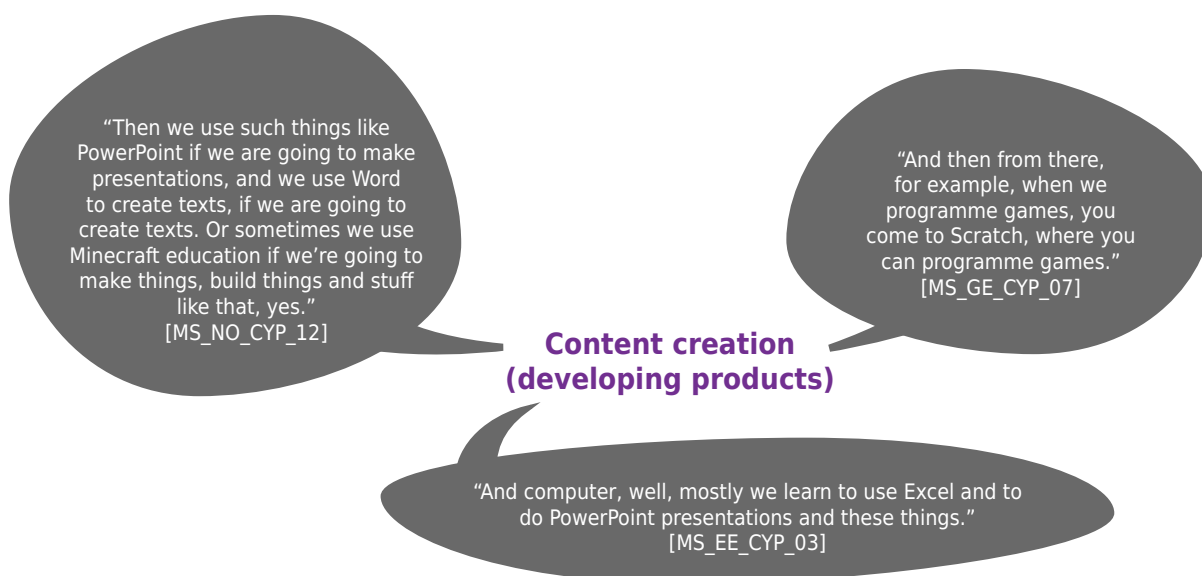 “Then we use such things like
PowerPoint if we are going to make
presentations, and we use Word
to create texts, if we are going to
create texts. Or sometimes we use
Minecraft education if we’re going to
make things, build things and stuff
like that, yes.”
[MS_NO_CYP_12]
“And then from there,
for example, when we
programme games, you
come to Scratch, where you
can programme games.”
[MS_GE_CYP_07]
Content creation
(developing products)
“And computer, well, mostly we learn to use Excel and to
do PowerPoint presentations and these things.”
[MS_EE_CYP_03]